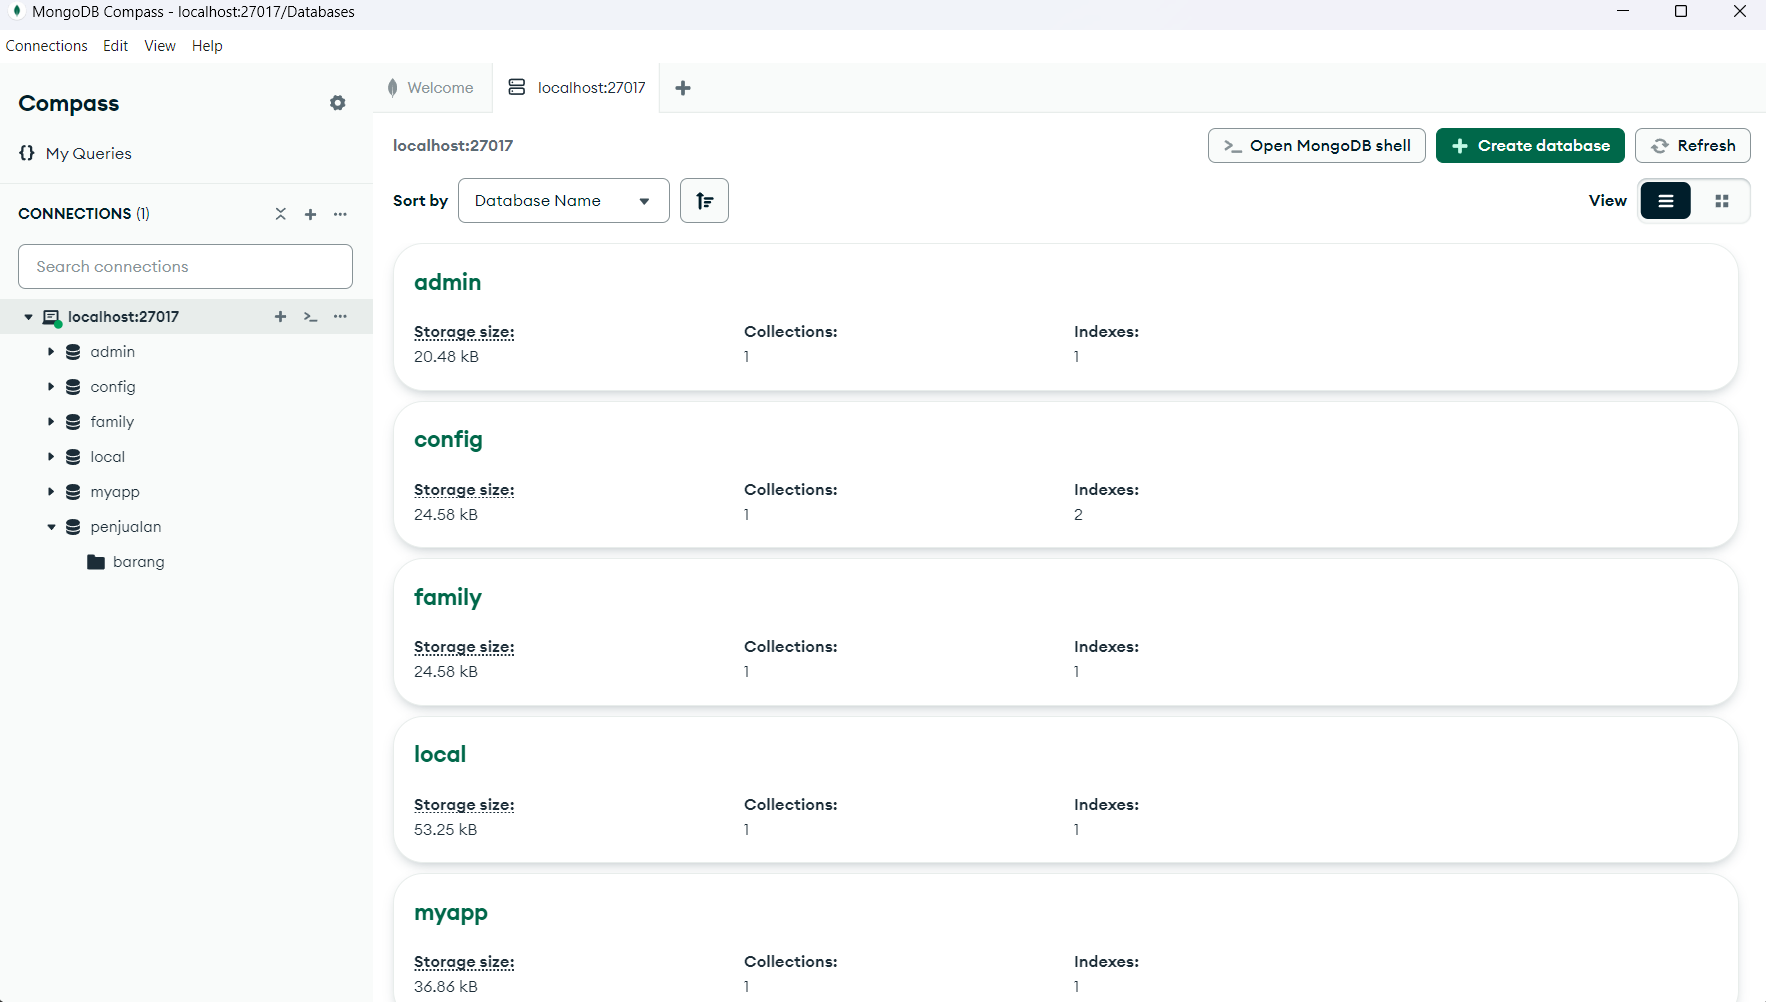 MongoDB Compass - localhost:27017/Databases
Connections Edit View Help
Compass
My Queries
CONNECTIONS (1)
Search connections
localhost:27017
admin
config
family
local
myapp
penjualan
barang
Welcome
localhost:27017
localhost:27017
Open MongoDB shell
Create database
Refresh
Sort by Database Name
View
admin
Storage size: Collections: Indexes:
20.48 kB 1 1
config
Storage size: Collections: Indexes:
24.58 kB 1 2
family
Storage size: Collections: Indexes:
24.58 kB 1 1
local
Storage size: Collections: Indexes:
53.25 kB 1 1
myapp
Storage size: Collections: Indexes:
36.86 kB 1 1